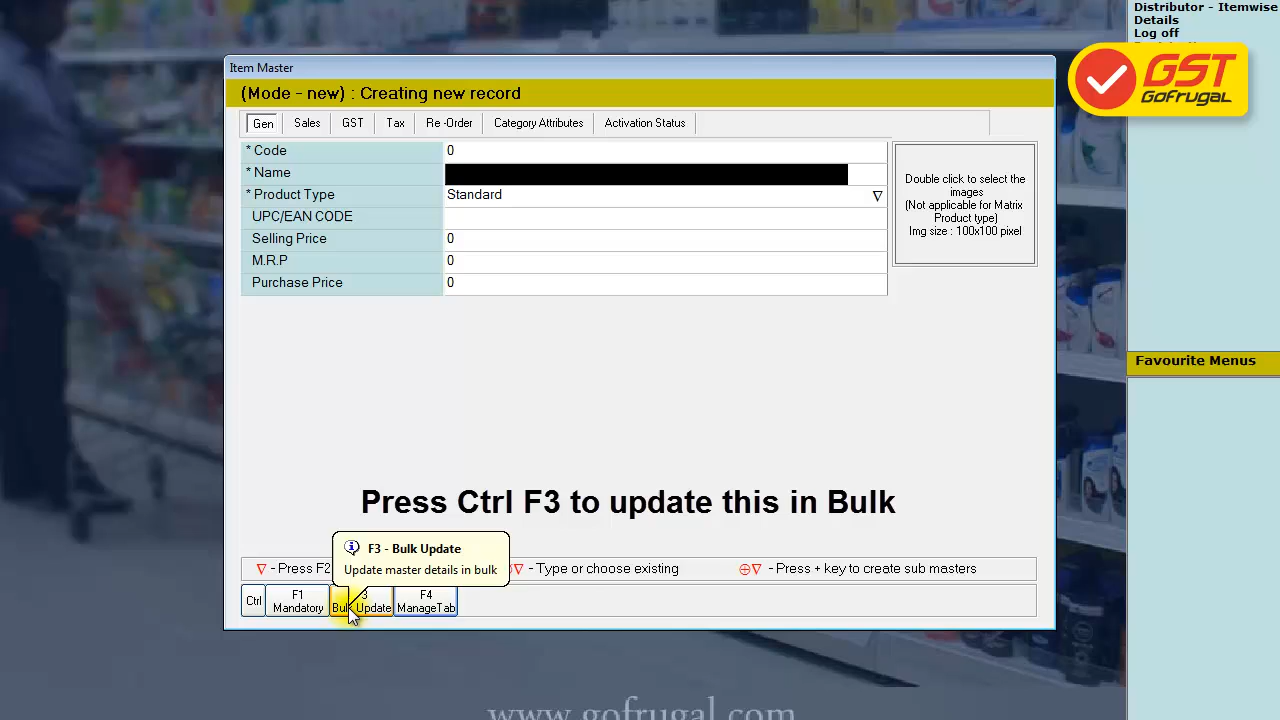 Distributor - Itemwise
Details
Log off
GST
GOFRUGAL
Item Master
(Mode - new) : Creating new record
Gen Sales GST Tax Re -Order Category Attributes Activation Status
* Code 0
* Name
* Product Type Standard
UPC/EAN CODE
Selling Price 0
M.R.P 0
Purchase Price 0
Double click to select the
images
(Not applicable for Matrix
Product type)
Img size : 100x100 pixel
Favourite Menus
Press Ctrl F3 to update this in Bulk
F3 - Bulk Update
Update master details in bulk
- Press F2
- Type or choose existing
- Press + key to create sub masters
Ctrl
F1
Mandatory
Bulk Update
F4
ManageTab
www.gofrugal.com